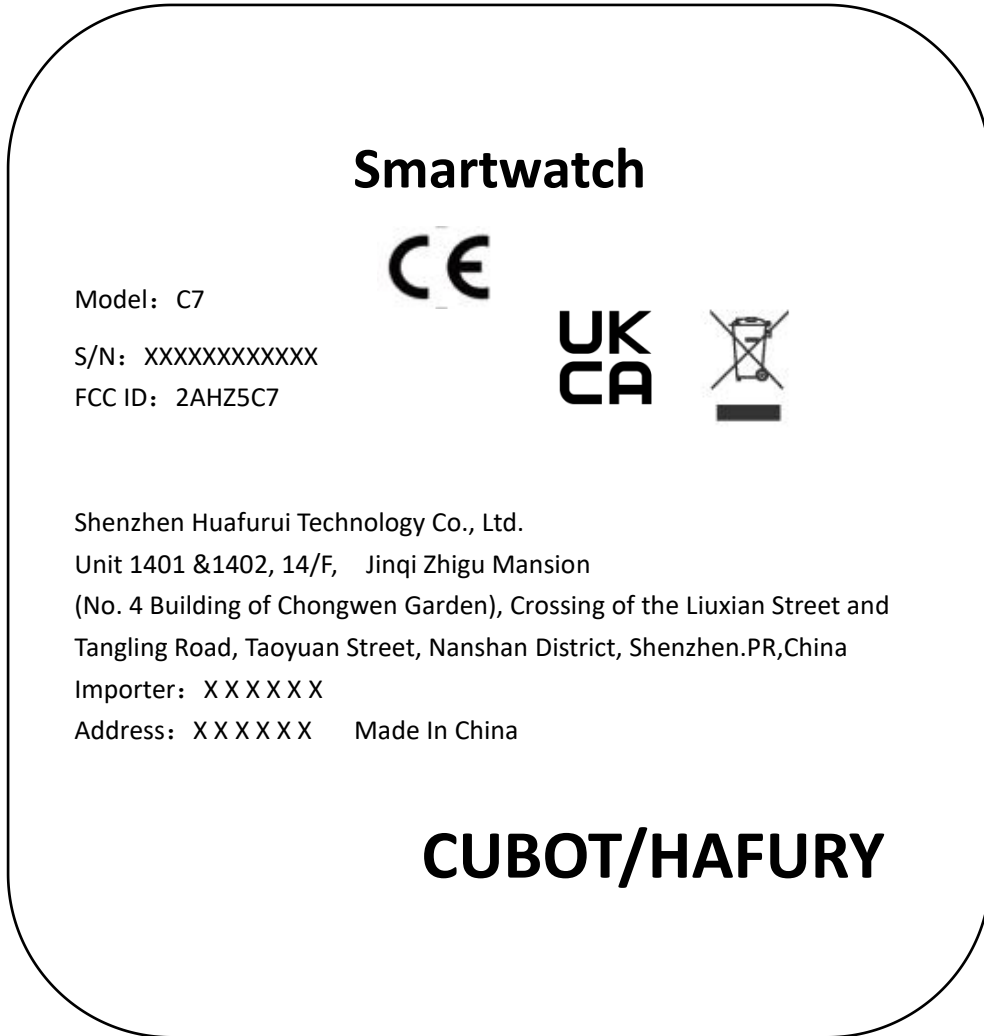 Smartwatch
CE
Model：C7
UK
CA
S/N：XXXXXXXXXXXX
FCC ID：2AHZ5C7
Shenzhen Huafurui Technology Co., Ltd.
Unit 1401 &1402, 14/F, Jinqi Zhigu Mansion
(No. 4 Building of Chongwen Garden), Crossing of the Liuxian Street and
Tangling Road, Taoyuan Street, Nanshan District, Shenzhen.PR,China
Importer：X X X X X X
Address：X X X X X X Made In China
CUBOT/HAFURY